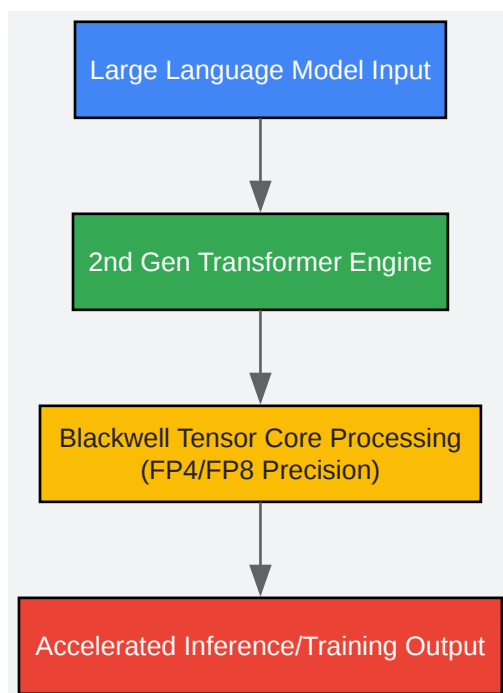 Large Language Model Input
2nd Gen Transformer Engine
Blackwell Tensor Core Processing
(FP4/FP8 Precision)
Accelerated Inference/Training Output